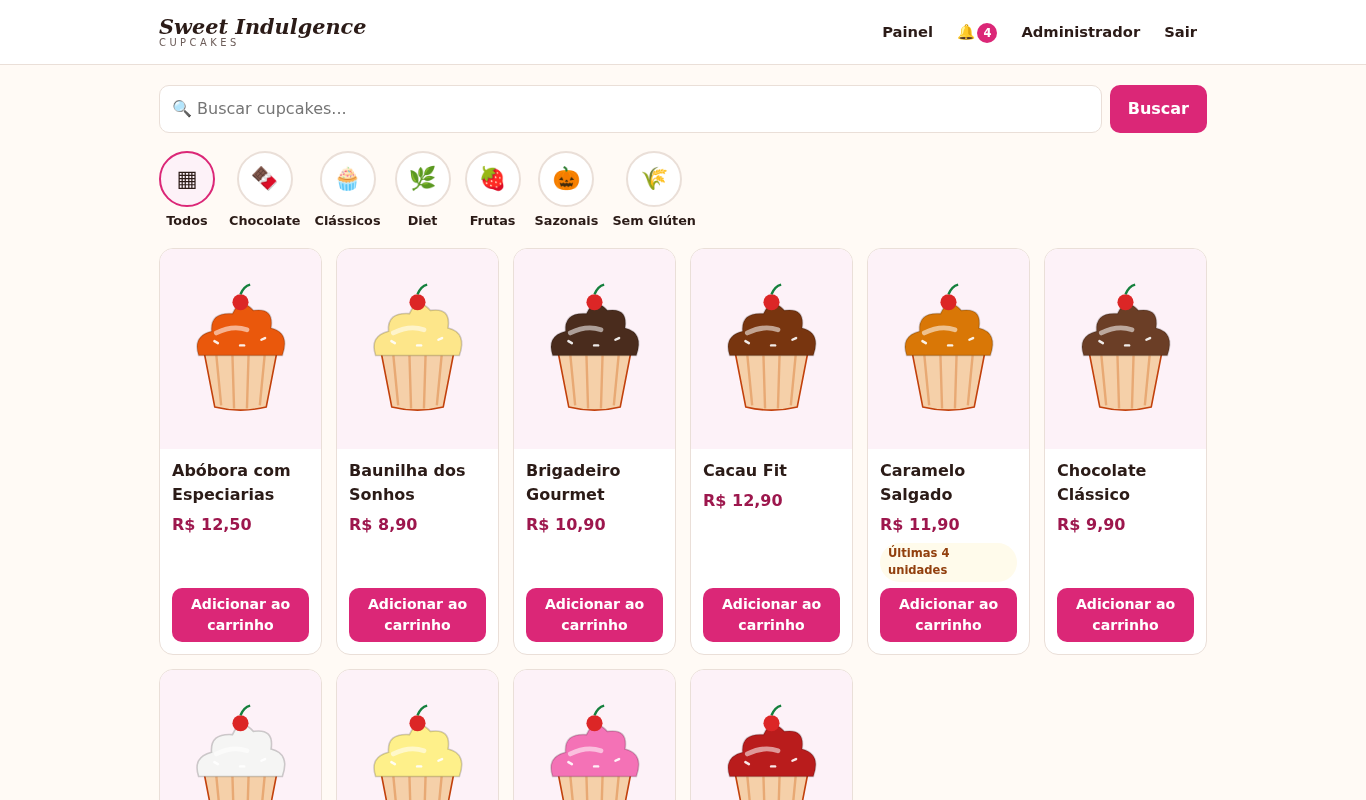 Sweet Indulgence
CUPCAKES
Painel
4
Administrador
Sair
Buscar cupcakes...
Buscar
Todos
Chocolate
Clássicos
Diet
Frutas
Sazonais
Sem Glúten
Abóbora com
Especiarias
R$ 12,50
Adicionar ao
carrinho
Baunilha dos
Sonhos
R$ 8,90
Adicionar ao
carrinho
Brigadeiro
Gourmet
R$ 10,90
Adicionar ao
carrinho
Cacau Fit
R$ 12,90
Adicionar ao
carrinho
Caramelo
Salgado
R$ 11,90
Últimas 4
unidades
Adicionar ao
carrinho
Chocolate
Clássico
R$ 9,90
Adicionar ao
carrinho